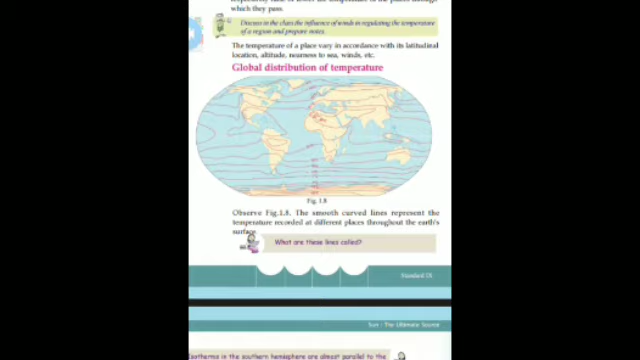 which they pass.
Discuss in the class the influence of winds in regulating the temperature
of a region and prepare notes.
The temperature of a place vary in accordance with its latitudinal
location, altitude, nearness to sea, winds, etc.
Global distribution of temperature
Fig. 1.8
Observe Fig.1.8. The smooth curved lines represent the
temperature recorded at different places throughout the earth's
surface
What are these lines called?
Standard IX
Sun : The Ultimate Source
Isotherms in the southern hemisphere are almost parallel to the